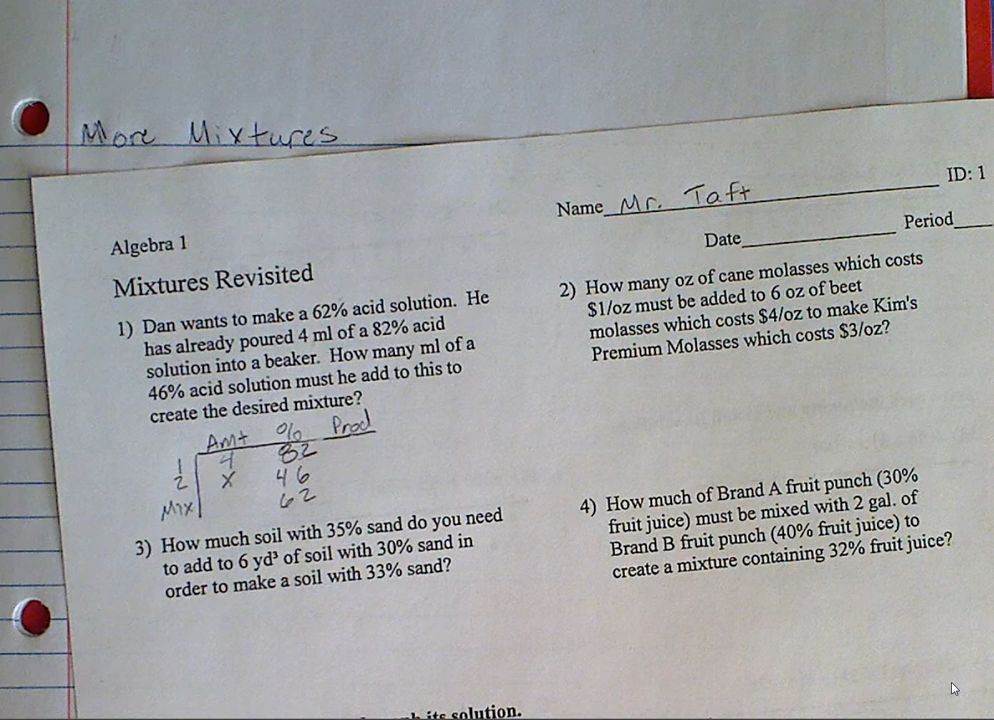 More Mixtures
Name Mr. Taft ID: 1
Algebra 1
Date Period
Mixtures Revisited
1) Dan wants to make a 62% acid solution. He
has already poured 4 ml of a 82% acid
solution into a beaker. How many ml of a
46% acid solution must he add to this to
create the desired mixture?
Amt % Prod
1 4 82
2 x 46
Mix 62
2) How many oz of cane molasses which costs
$1/oz must be added to 6 oz of beet
molasses which costs $4/oz to make Kim's
Premium Molasses which costs $3/oz?
3) How much soil with 35% sand do you need
to add to 6 yd³ of soil with 30% sand in
order to make a soil with 33% sand?
4) How much of Brand A fruit punch (30%
fruit juice) must be mixed with 2 gal. of
Brand B fruit punch (40% fruit juice) to
create a mixture containing 32% fruit juice?
its solution.